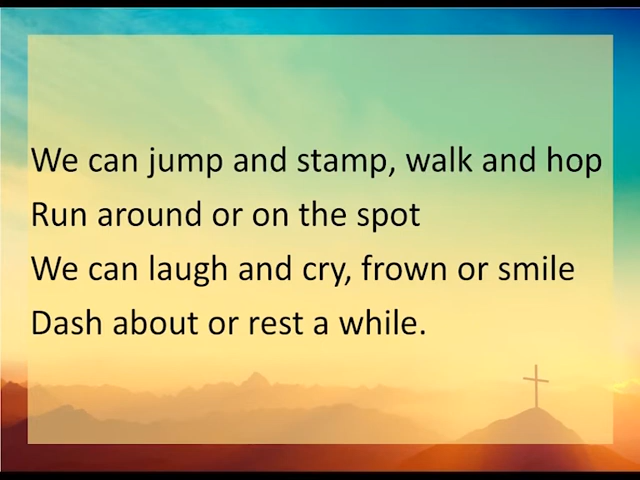 We can jump and stamp, walk and hop
Run around or on the spot
We can laugh and cry, frown or smile
Dash about or rest a while.